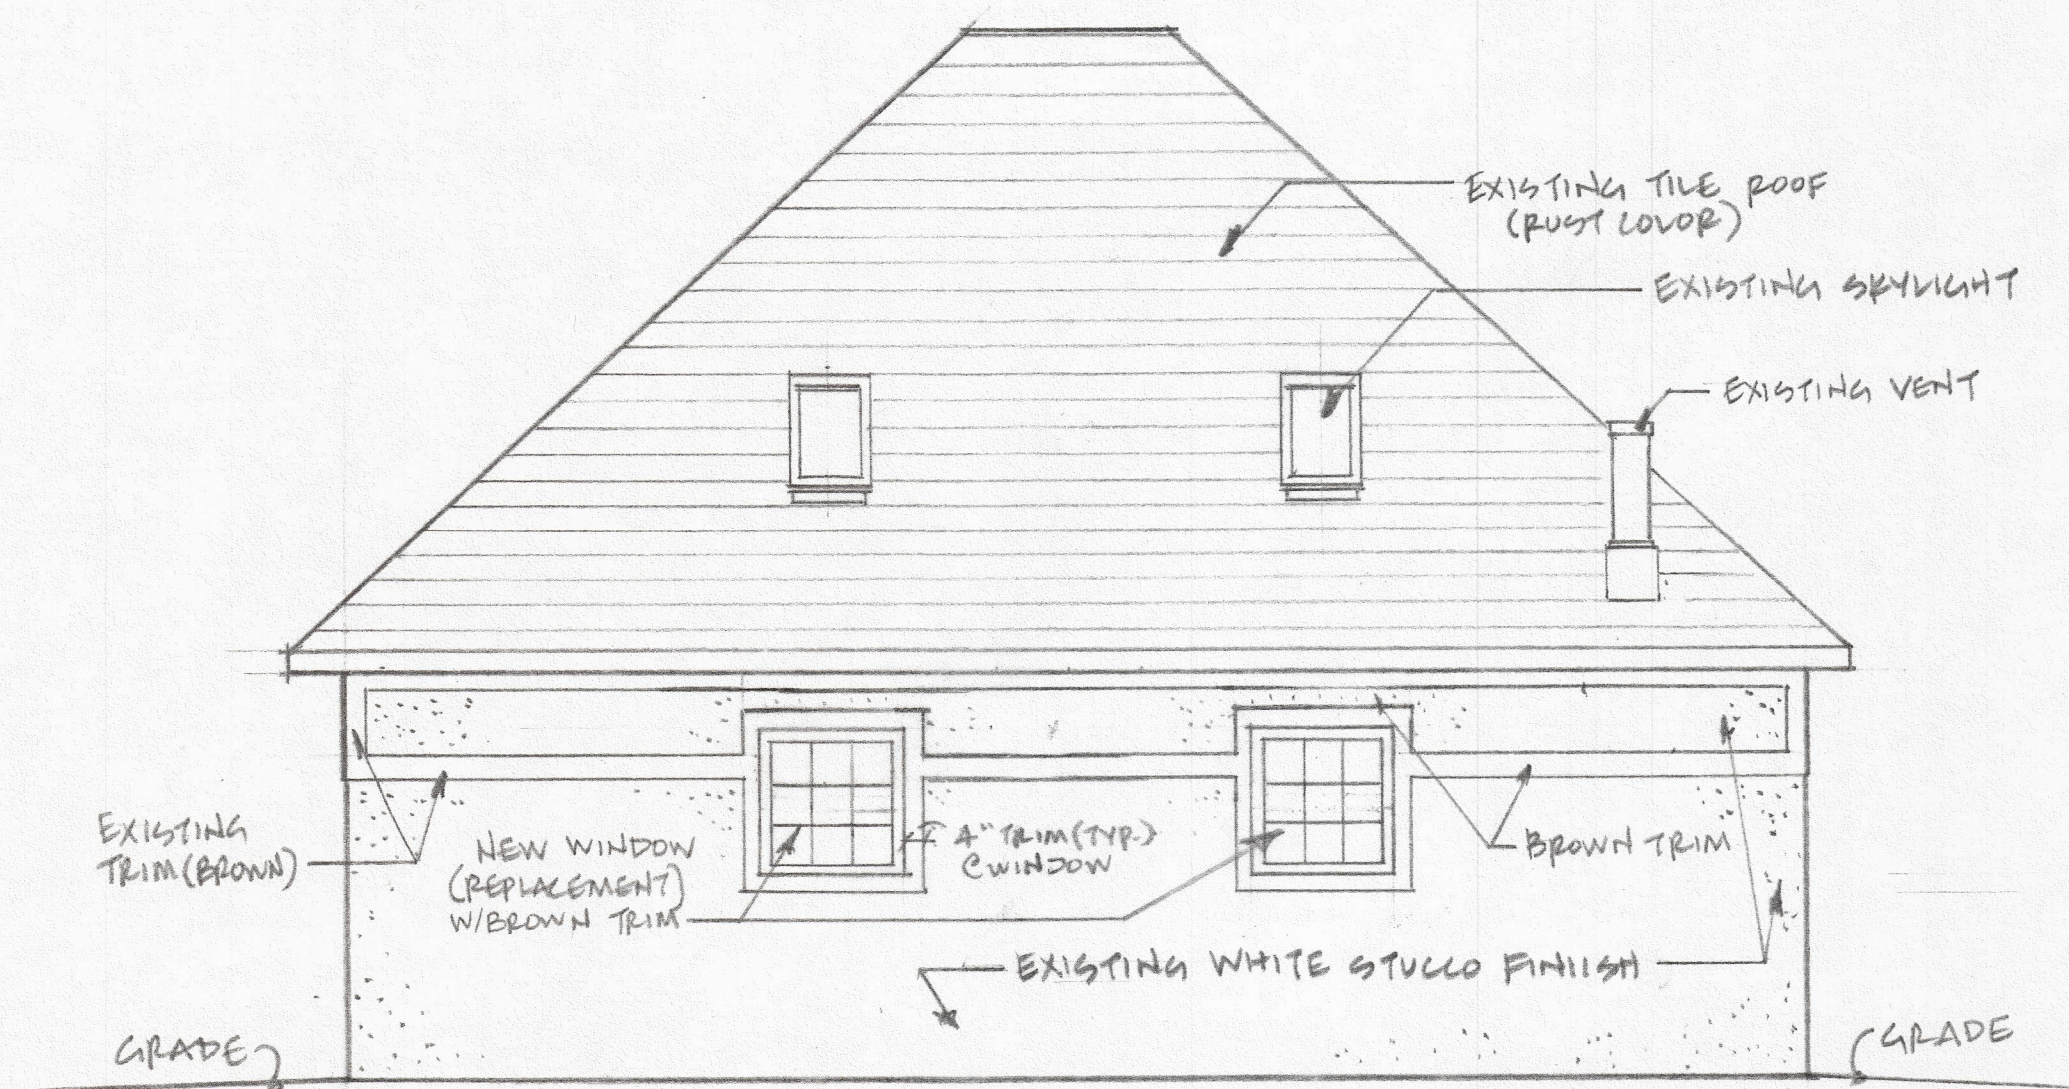 EXISTING TILE ROOF
(RUST COLOR)
EXISTING SKYLIGHT
EXISTING VENT
EXISTING
TRIM (BROWN)
NEW WINDOW
(REPLACEMENT)
W/BROWN TRIM
4" TRIM (TYP.)
@WINDOW
BROWN TRIM
EXISTING WHITE STUCCO FINIISH
GRADE
GRADE